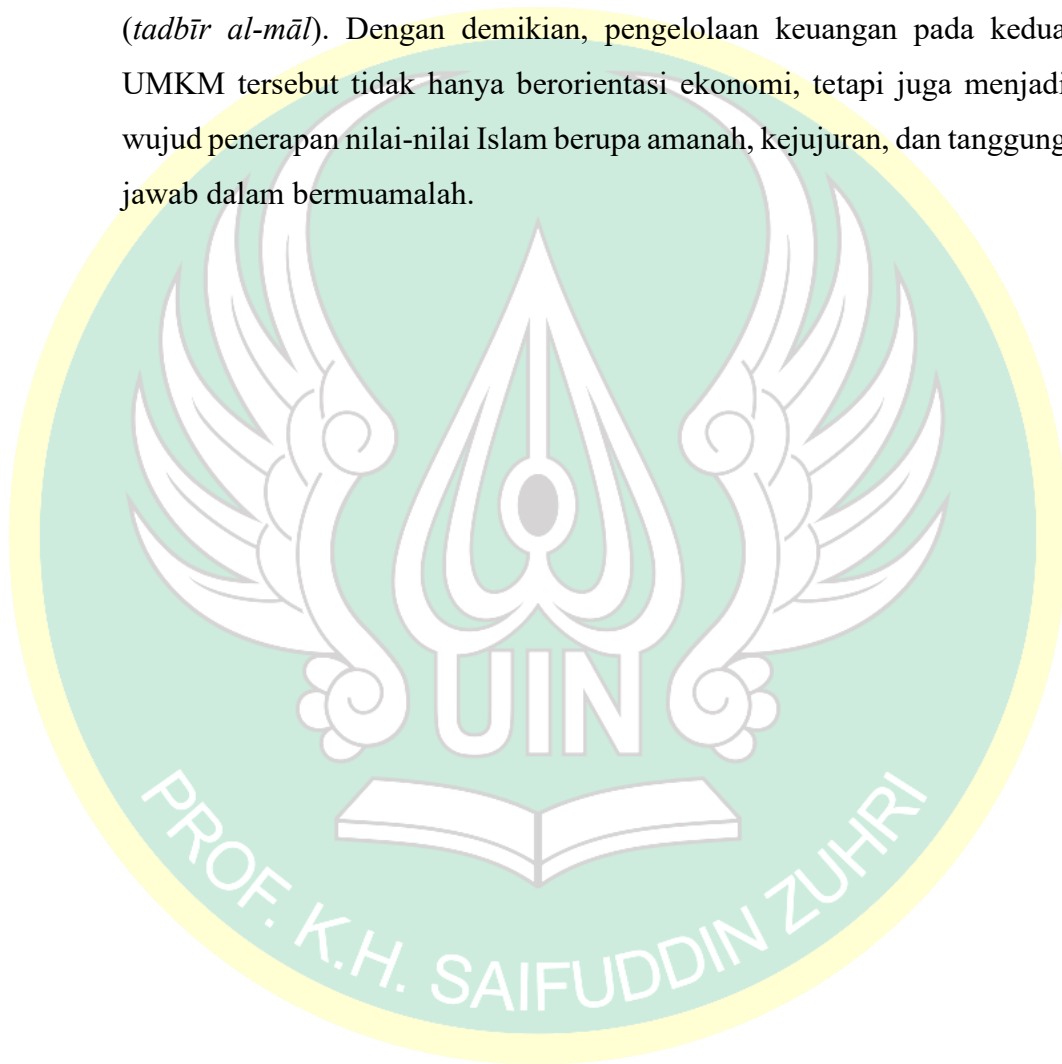 (tadbīr al-māl). Dengan demikian, pengelolaan keuangan pada kedua
UMKM tersebut tidak hanya berorientasi ekonomi, tetapi juga menjadi
wujud penerapan nilai-nilai Islam berupa amanah, kejujuran, dan tanggung
jawab dalam bermuamalah.
UIN
PROF. K.H. SAIFUDDIN ZUHRI